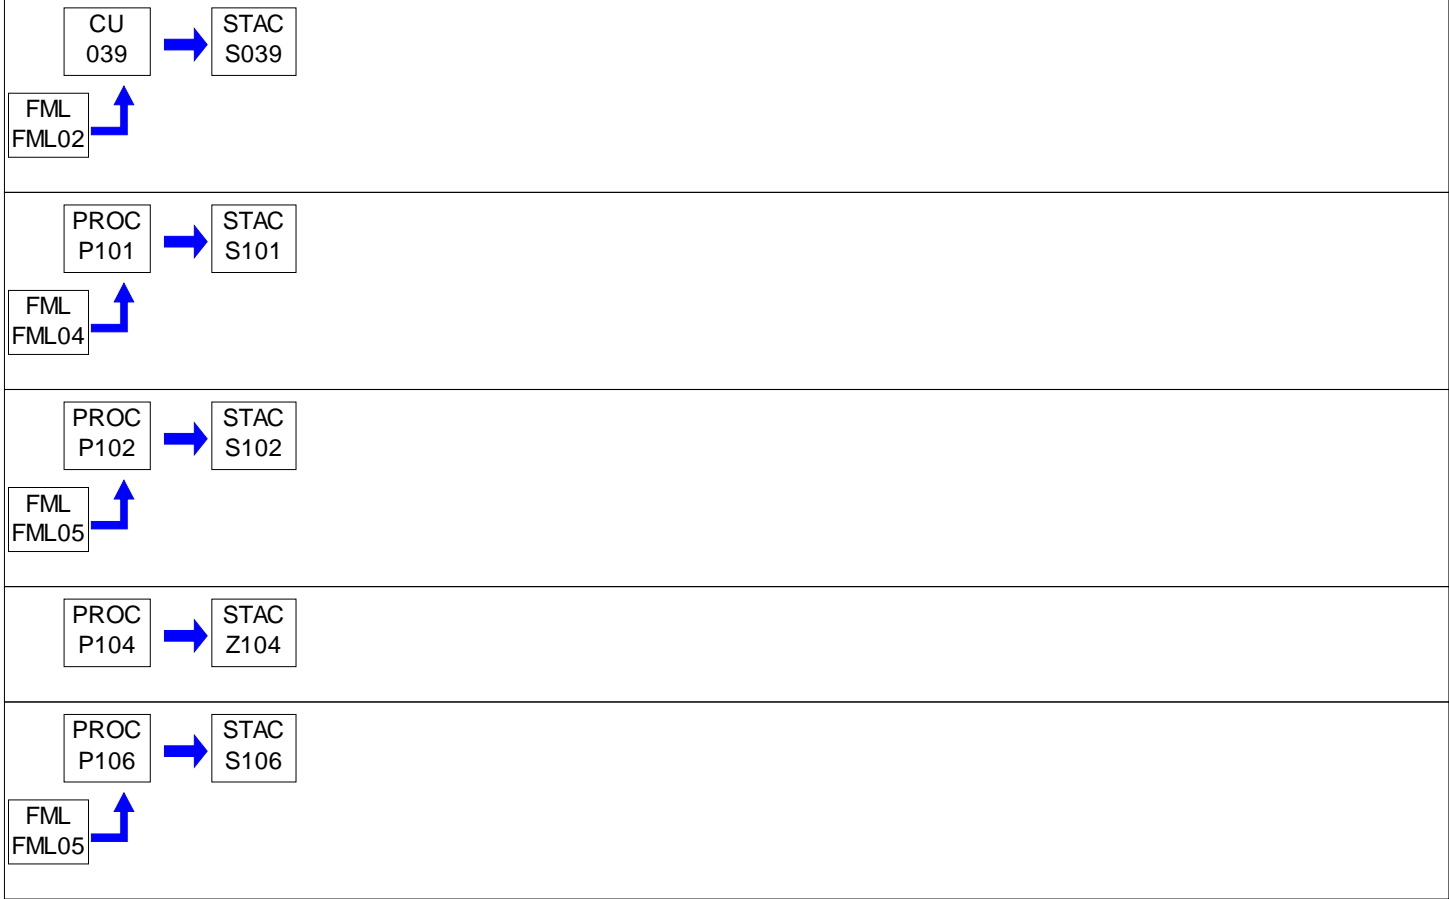 CU
039
STAC
S039
FML
FML02
PROC
P101
STAC
S101
FML
FML04
PROC
P102
STAC
S102
FML
FML05
PROC
P104
STAC
Z104
PROC
P106
STAC
S106
FML
FML05